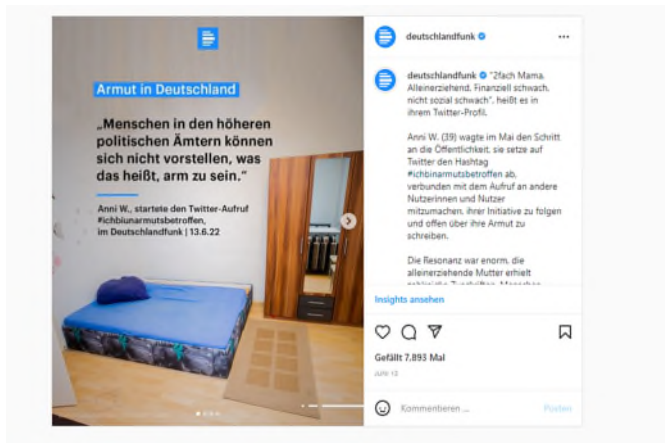 Armut in Deutschland
„Menschen in den höheren
politischen Ämtern können
sich nicht vorstellen, was
das heißt, arm zu sein.“
Anni W., startete den Twitter-Aufruf
#ichbiunarmutsbetroffen,
im Deutschlandfunk | 13.6.22
deutschlandfunk
deutschlandfunk "2fach Mama.
Alleinerziehend. Finanziell schwach,
nicht sozial schwach", heißt es in
ihrem Twitter-Profil.
Anni W. (39) wagte im Mai den Schritt
an die Öffentlichkeit, sie setze auf
Twitter den Hashtag
#ichbinarmutsbetroffen ab,
verbunden mit dem Aufruf an andere
Nutzerinnen und Nutzer
mitzumachen, ihrer Initiative zu folgen
und offen über ihre Armut zu
schreiben.
Die Resonanz war enorm, die
alleinerziehende Mutter erhielt
Insights ansehen
Gefällt 7,893 Mal
JUNI 13
Kommentieren ...
Posten